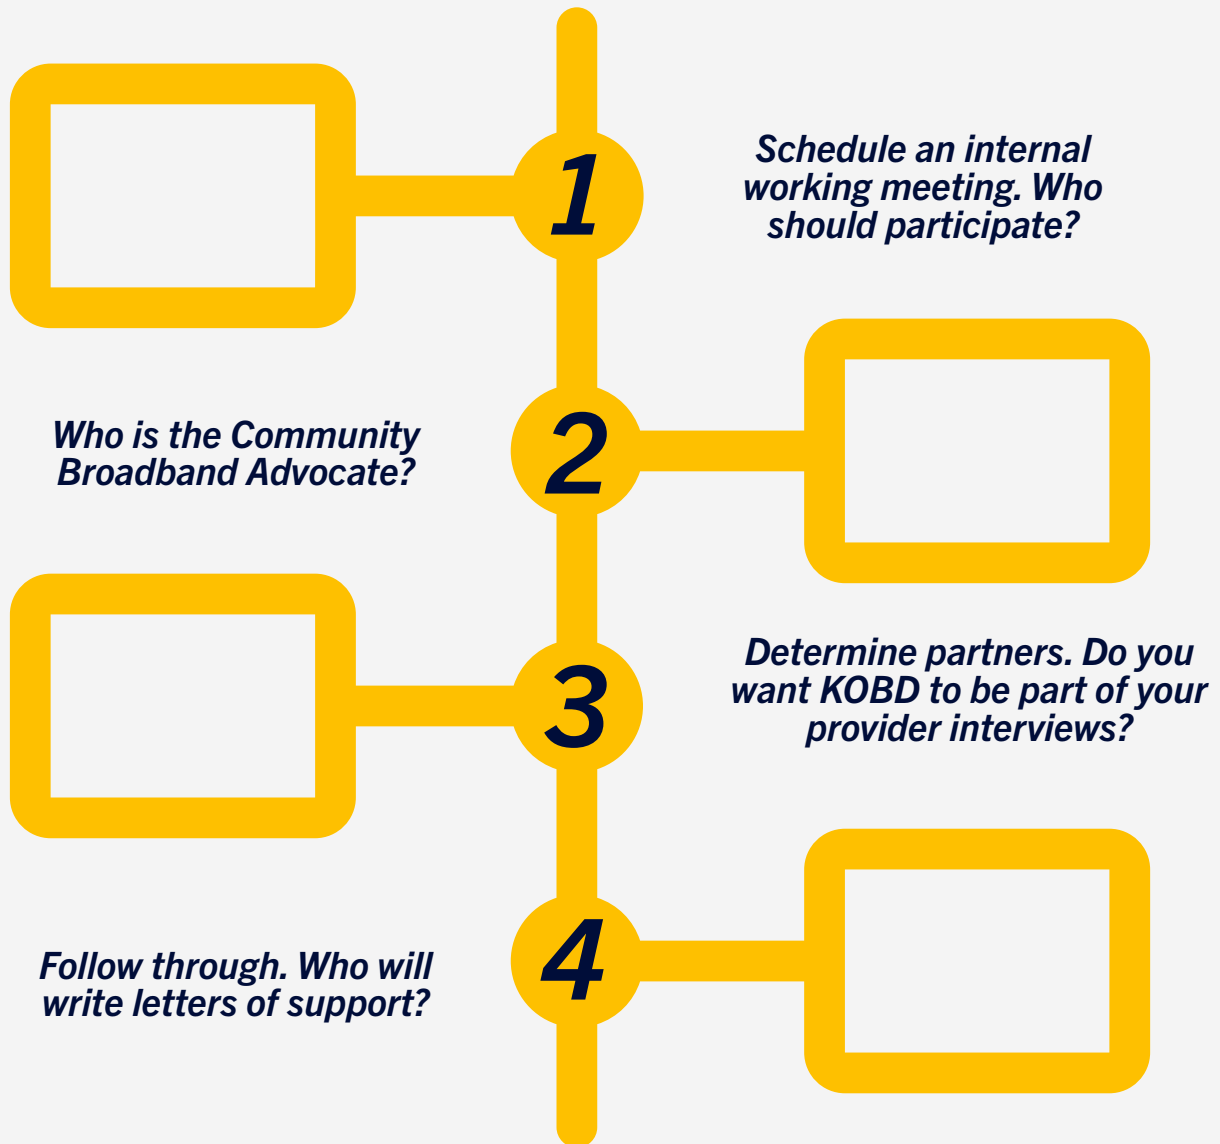 1
Schedule an internal
working meeting. Who
should participate?
2
Who is the Community
Broadband Advocate?
3
Determine partners. Do you
want KOBD to be part of your
provider interviews?
4
Follow through. Who will
write letters of support?